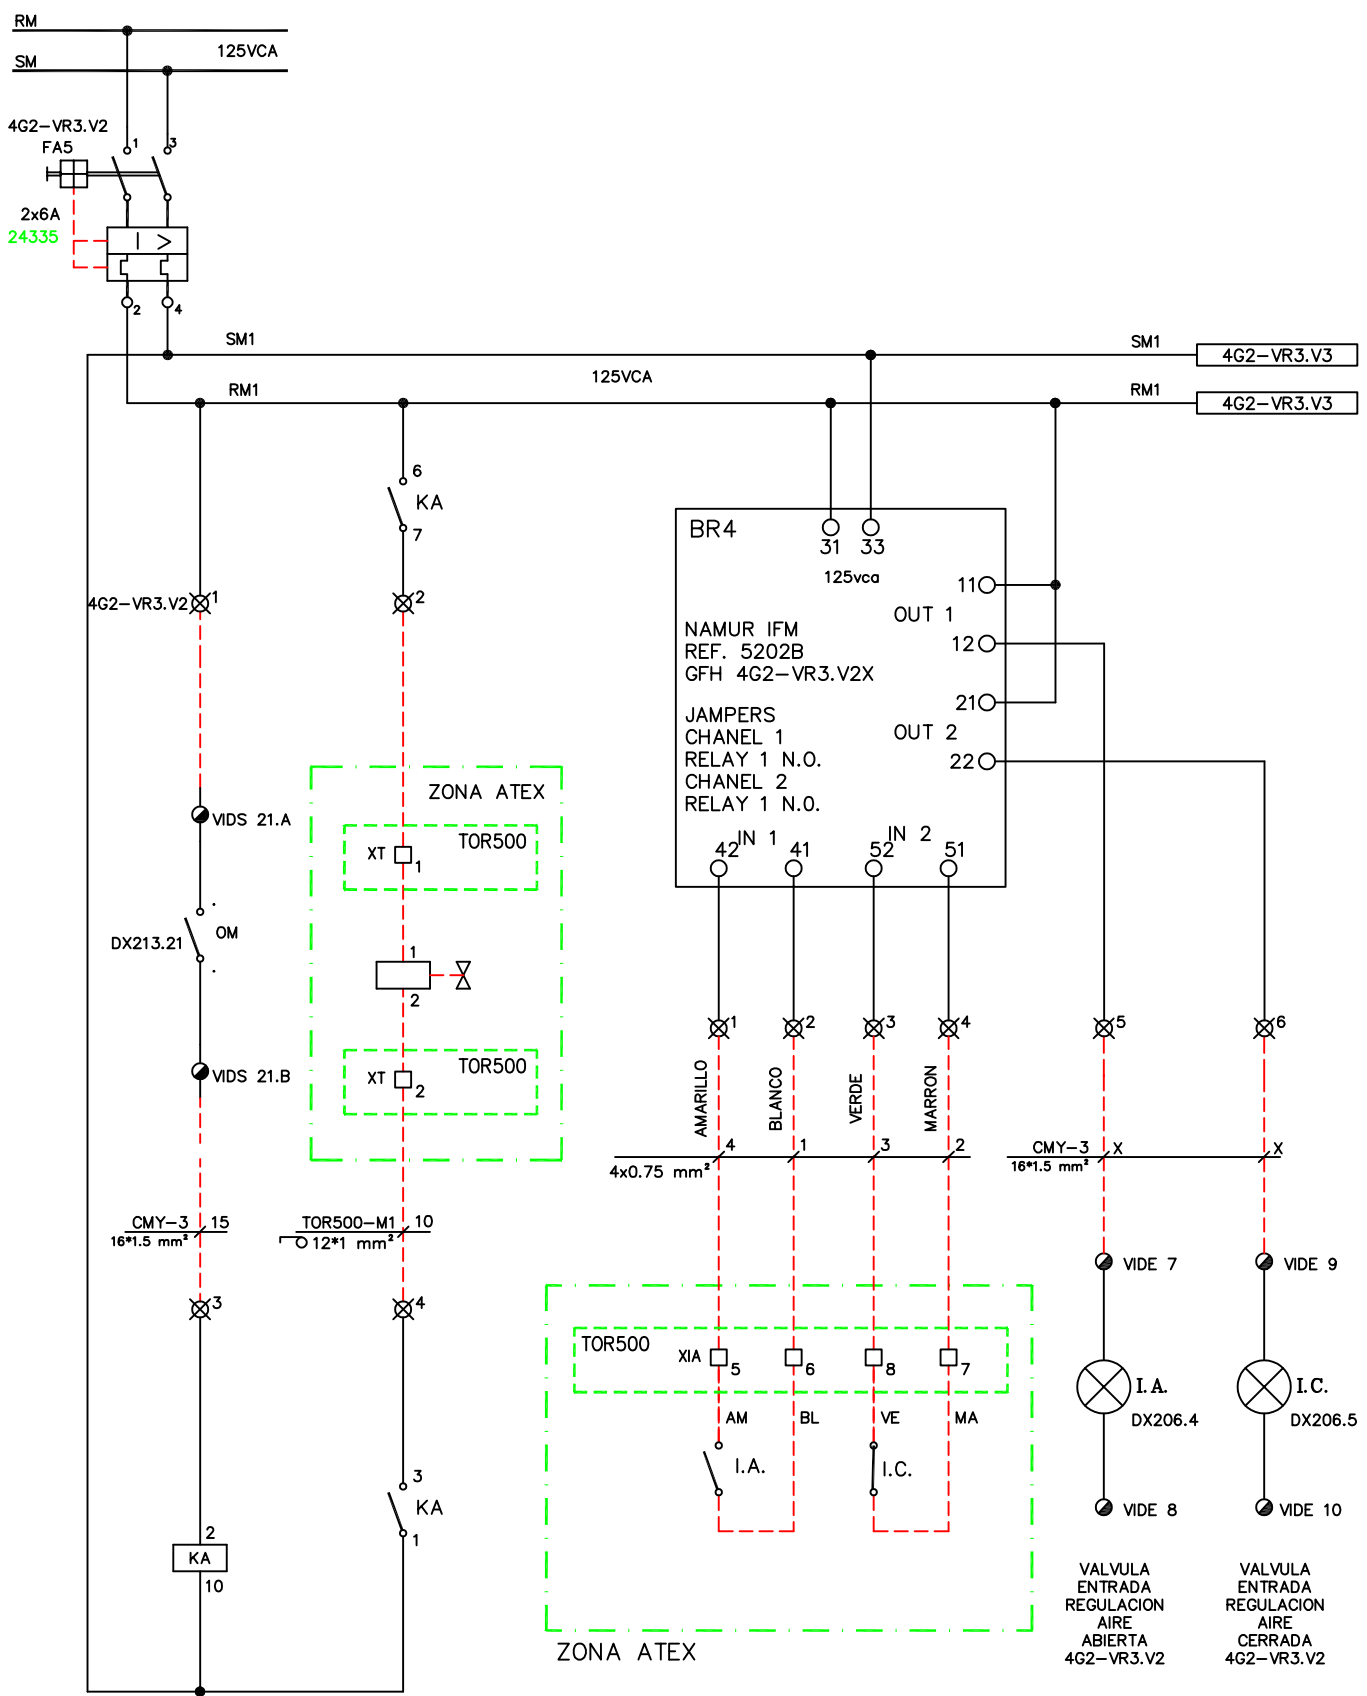 RM
125VCA
SM
4G2-VR3.V2
FA5
1
3
2x6A
24335
I >
2
4
SM1
SM1
4G2-VR3.V3
125VCA
RM1
RM1
4G2-VR3.V3
6
KA
7
BR4
31
33
125vca
11
OUT 1
12
21
OUT 2
22
NAMUR IFM
REF. 5202B
GFH 4G2-VR3.V2X
JAMPERS
CHANEL 1
RELAY 1 N.O.
CHANEL 2
RELAY 1 N.O.
IN 1
IN 2
42
41
52
51
4G2-VR3.V2
1
2
ZONA ATEX
VIDS 21.A
TOR500
XT
1
DX213.21
OM
1
2
VIDS 21.B
TOR500
XT
2
1
2
3
4
5
6
AMARILLO
BLANCO
VERDE
MARRON
4
1
3
2
4x0.75 mm²
CMY-3
X
X
16*1.5 mm²
CMY-3
15
16*1.5 mm²
TOR500-M1
10
12*1 mm²
VIDE 7
VIDE 9
3
4
TOR500
XIA
5
6
8
7
I.A.
I.C.
DX206.4
DX206.5
AM
BL
VE
MA
I.A.
I.C.
3
KA
1
VIDE 8
VIDE 10
2
KA
10
VALVULA
ENTRADA
REGULACION
AIRE
ABIERTA
4G2-VR3.V2
VALVULA
ENTRADA
REGULACION
AIRE
CERRADA
4G2-VR3.V2
ZONA ATEX